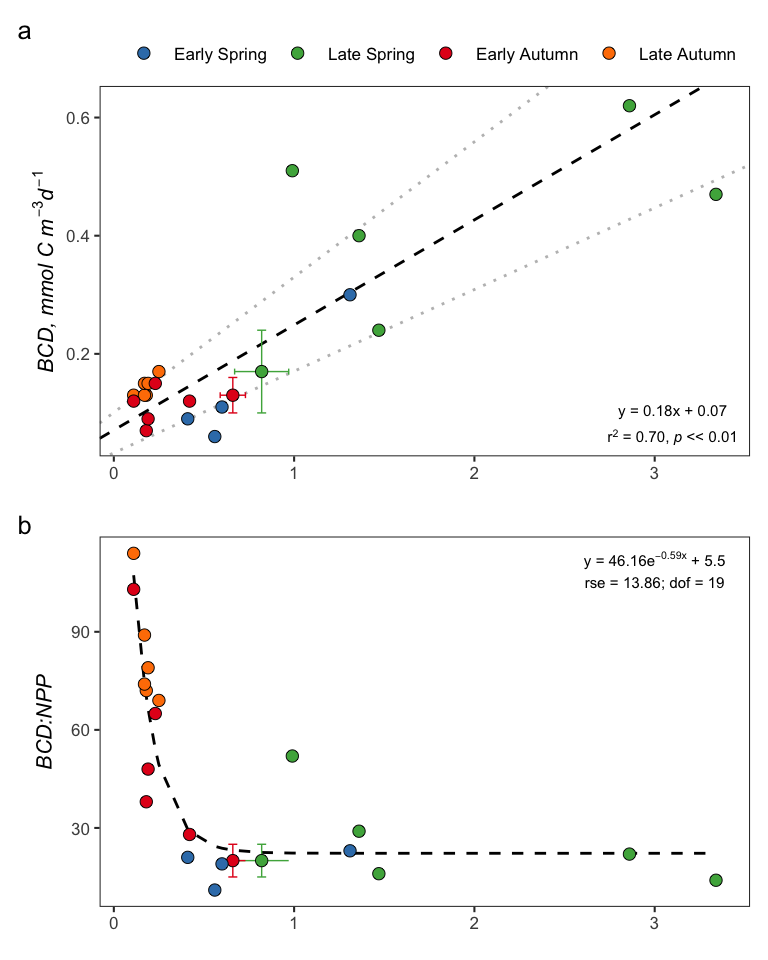 a
Early Spring Late Spring Early Autumn Late Autumn
BCD, mmol C m⁻³d⁻¹
0.6
0.4
0.2
y = 0.18x + 0.07
r² = 0.70, p << 0.01
0 1 2 3
b
BCD:NPP
90
60
30
y = 46.16e⁻⁰·⁵⁹ˣ + 5.5
rse = 13.86; dof = 19
0 1 2 3